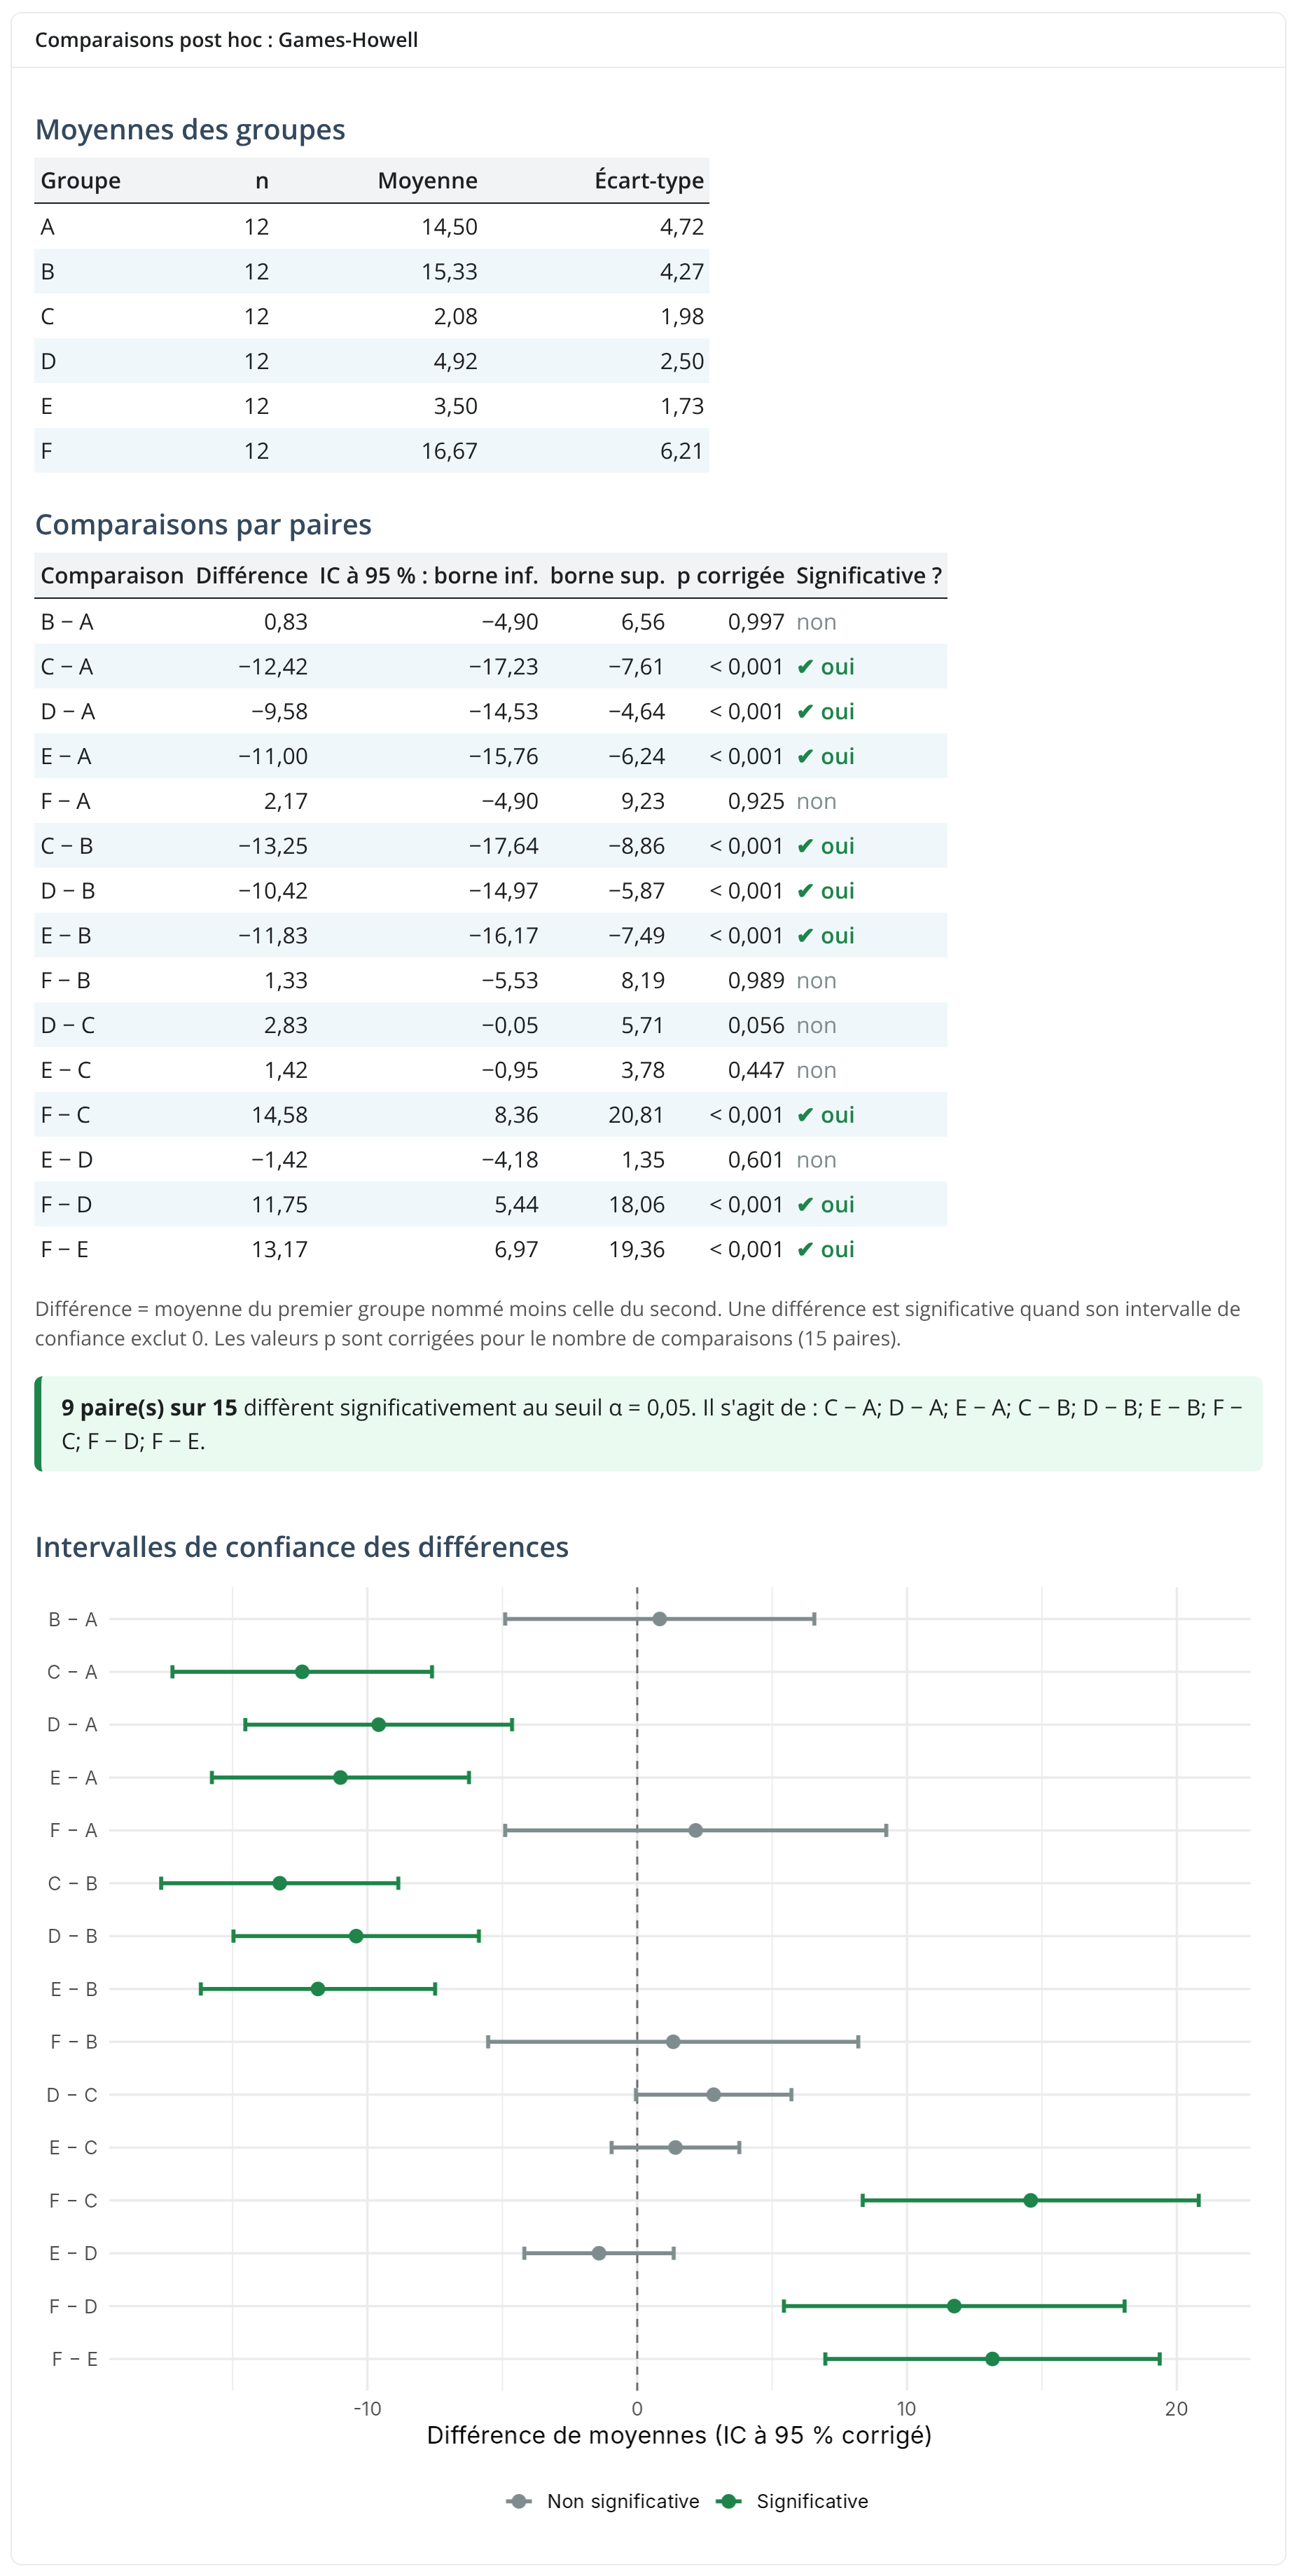 Comparaisons post hoc : Games-Howell
Moyennes des groupes
Groupe n Moyenne Écart-type
A 12 14,50 4,72
B 12 15,33 4,27
C 12 2,08 1,98
D 12 4,92 2,50
E 12 3,50 1,73
F 12 16,67 6,21
Comparaisons par paires
Comparaison Différence IC à 95 % : borne inf. borne sup. p corrigée Significative ?
B − A 0,83 −4,90 6,56 0,997 non
C − A −12,42 −17,23 −7,61 < 0,001 ✔ oui
D − A −9,58 −14,53 −4,64 < 0,001 ✔ oui
E − A −11,00 −15,76 −6,24 < 0,001 ✔ oui
F − A 2,17 −4,90 9,23 0,925 non
C − B −13,25 −17,64 −8,86 < 0,001 ✔ oui
D − B −10,42 −14,97 −5,87 < 0,001 ✔ oui
E − B −11,83 −16,17 −7,49 < 0,001 ✔ oui
F − B 1,33 −5,53 8,19 0,989 non
D − C 2,83 −0,05 5,71 0,056 non
E − C 1,42 −0,95 3,78 0,447 non
F − C 14,58 8,36 20,81 < 0,001 ✔ oui
E − D −1,42 −4,18 1,35 0,601 non
F − D 11,75 5,44 18,06 < 0,001 ✔ oui
F − E 13,17 6,97 19,36 < 0,001 ✔ oui
Différence = moyenne du premier groupe nommé moins celle du second. Une différence est significative quand son intervalle de
confiance exclut 0. Les valeurs p sont corrigées pour le nombre de comparaisons (15 paires).
9 paire(s) sur 15 diffèrent significativement au seuil α = 0,05. Il s'agit de : C − A; D − A; E − A; C − B; D − B; E − B; F −
C; F − D; F − E.
Intervalles de confiance des différences
B − A
C − A
D − A
E − A
F − A
C − B
D − B
E − B
F − B
D − C
E − C
F − C
E − D
F − D
F − E
-10 0 10 20
Différence de moyennes (IC à 95 % corrigé)
Non significative Significative